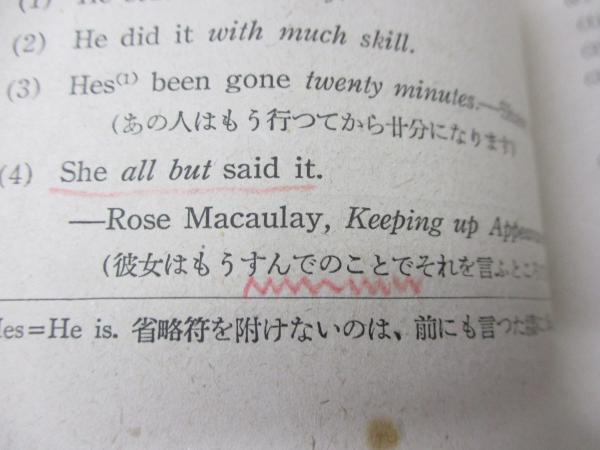 (1) He
(2) He did it with much skill.
(3) Hes⁽¹⁾ been gone twenty minutes.—
(あの人はもう行つてから廿分になります)
(4) She all but said it.
—Rose Macaulay, Keeping up
(彼女はもうすんでのことでそれを言ふところ
Hes=He is. 省略符を附けないのは、前にも言つた